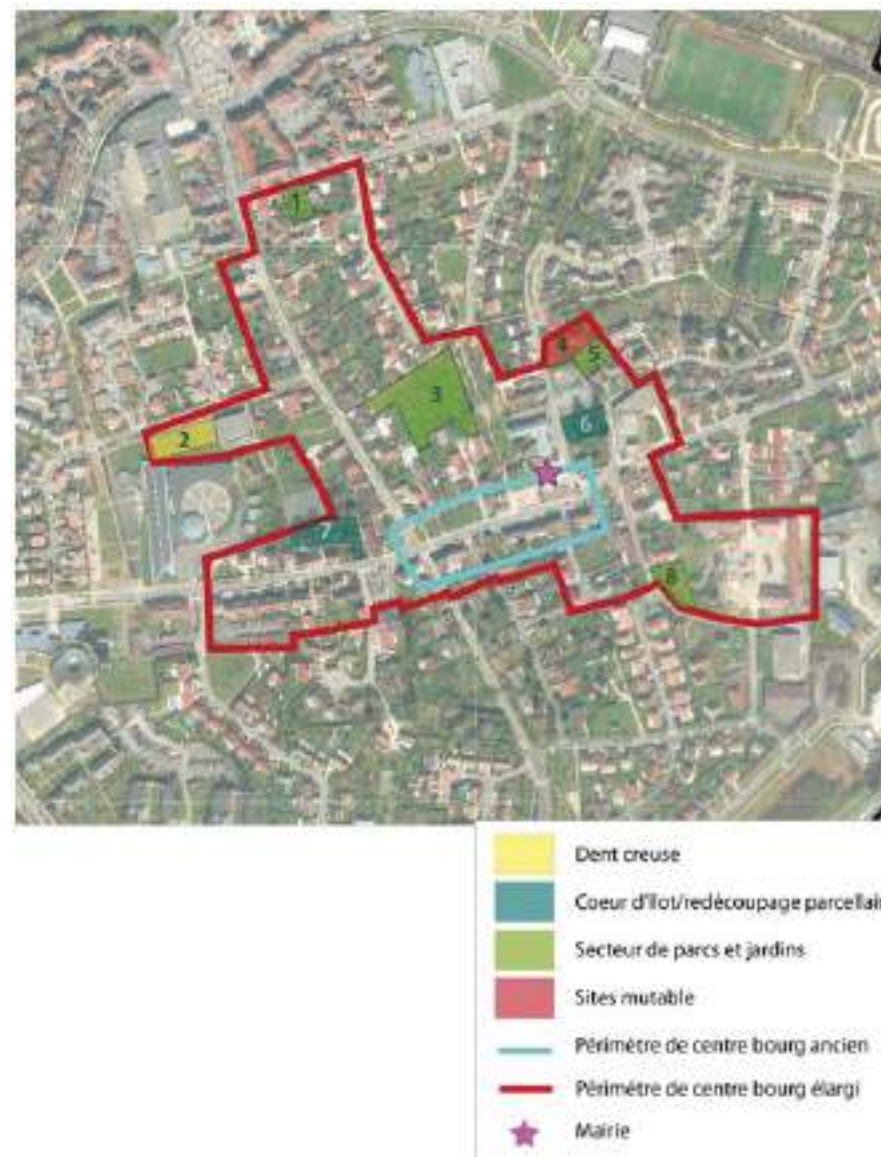 1
4
5
3
6
2
7
8
Dent creuse
Coeur d'îlot/redécoupage parcellair
Secteur de parcs et jardins
Sites mutable
Périmètre de centre bourg ancien
Périmètre de centre bourg élargi
Mairie